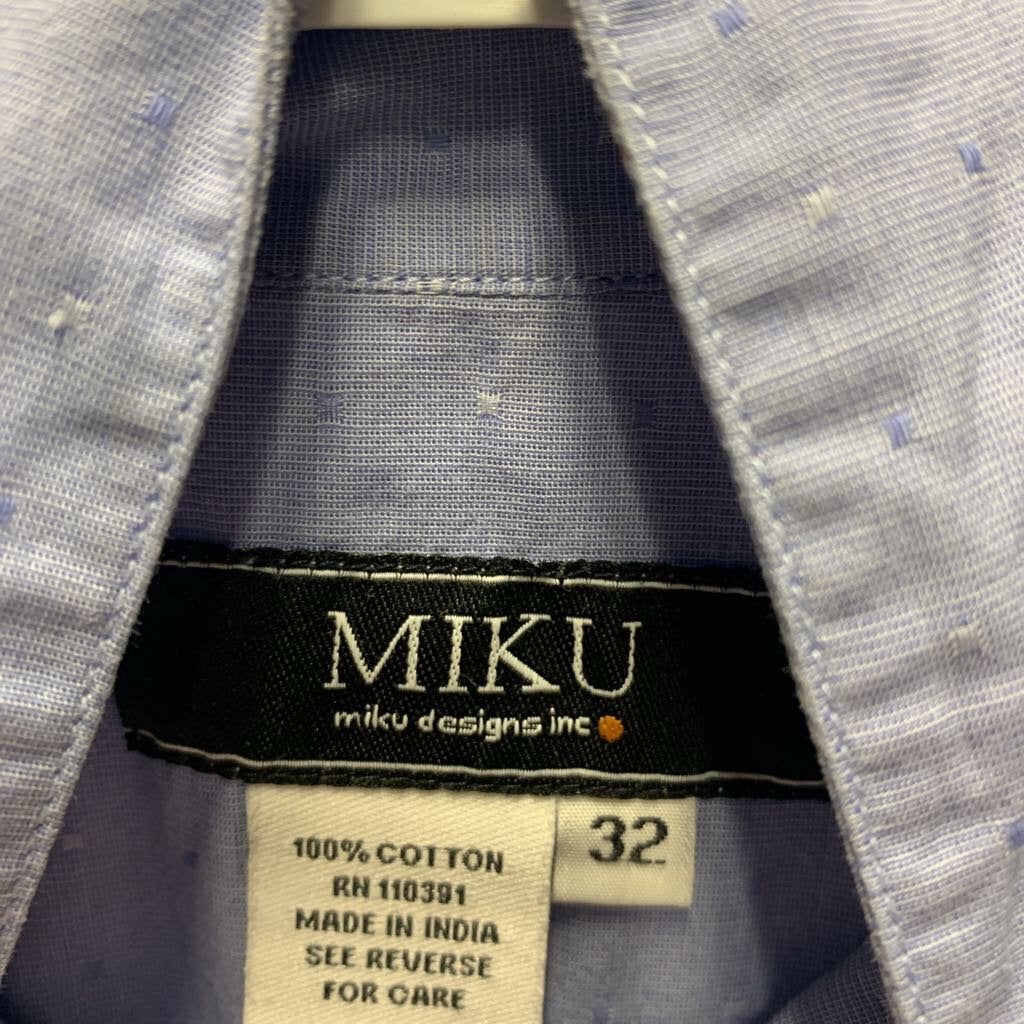 MIKU
miku designs inc
32
100% COTTON
RN 110391
MADE IN INDIA
SEE REVERSE
FOR CARE